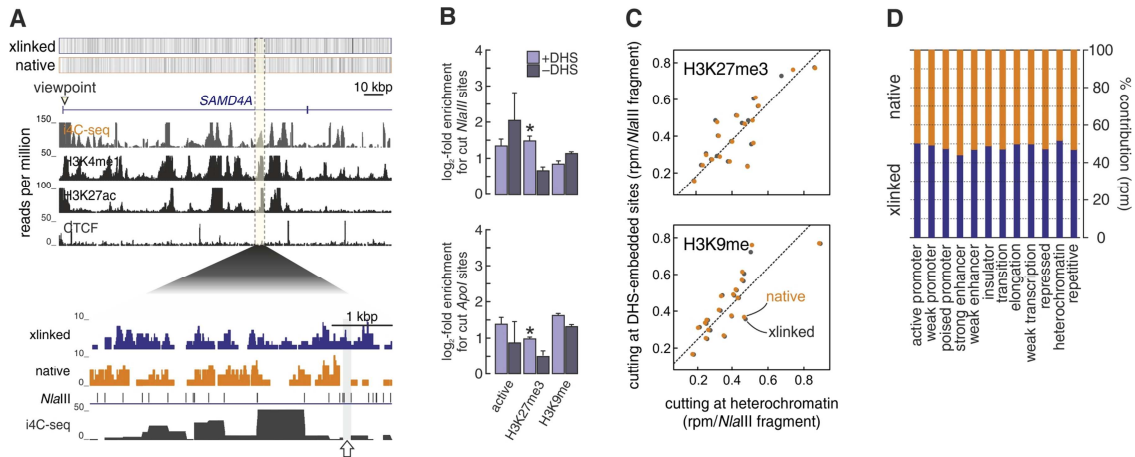 A
xlinked
native
10 kbp
viewpoint
SAMD4A
reads per million
150
0
i4C-seq
50
0
H3K4me1
100
0
H3K27ac
50
0
CTCF
1 kbp
10
0
xlinked
10
0
native
NlaIII
50
0
i4C-seq
B
+DHS
−DHS
log2-fold enrichment
for cut NlaIII sites
4
3
2
1
0
*
log2-fold enrichment
for cut ApoI sites
4
3
2
1
0
*
active
H3K27me3
H3K9me
C
cutting at DHS-embedded sites (rpm/NlaIII fragment)
H3K27me3
0.8
0.6
0.4
0.2
H3K9me
0.8
0.6
0.4
0.2
native
xlinked
0.2 0.4 0.6 0.8
cutting at heterochromatin
(rpm/NlaIII fragment)
D
native
xlinked
100
80
60
40
20
0
% contribution (rpm)
active promoter
weak promoter
poised promoter
strong enhancer
weak enhancer
insulator
transition
elongation
weak transcription
repressed
heterochromatin
repetitive